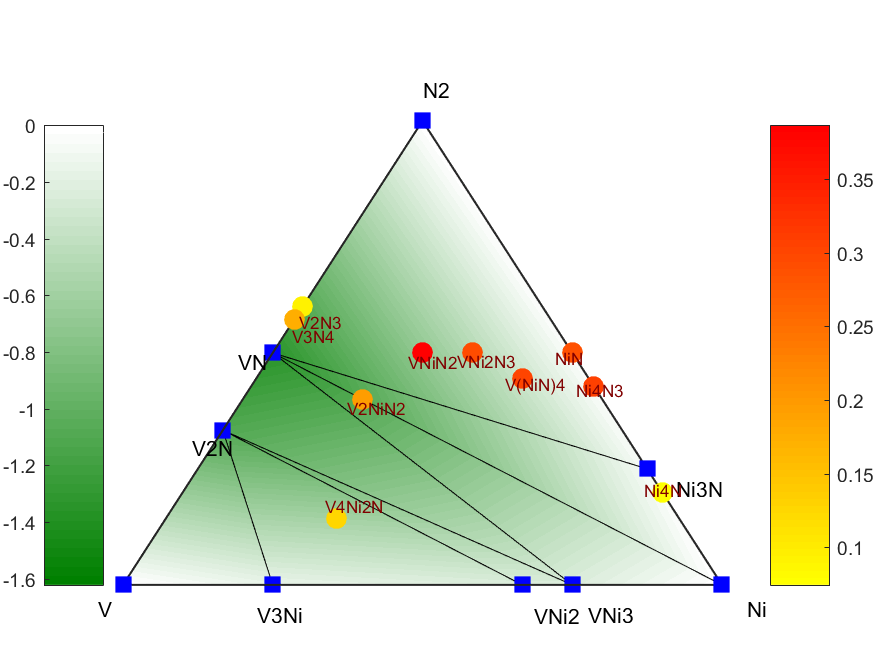 N2
0
-0.2
-0.4
-0.6
-0.8
-1
-1.2
-1.4
-1.6
0.35
0.3
0.25
0.2
0.15
0.1
V2N3
V3N4
VN
VNiN2
VNi2N3
NiN
V(NiN)4
Ni4N3
V2NiN2
V2N
Ni4N
Ni3N
V4Ni2N
V
V3Ni
VNi2
VNi3
Ni